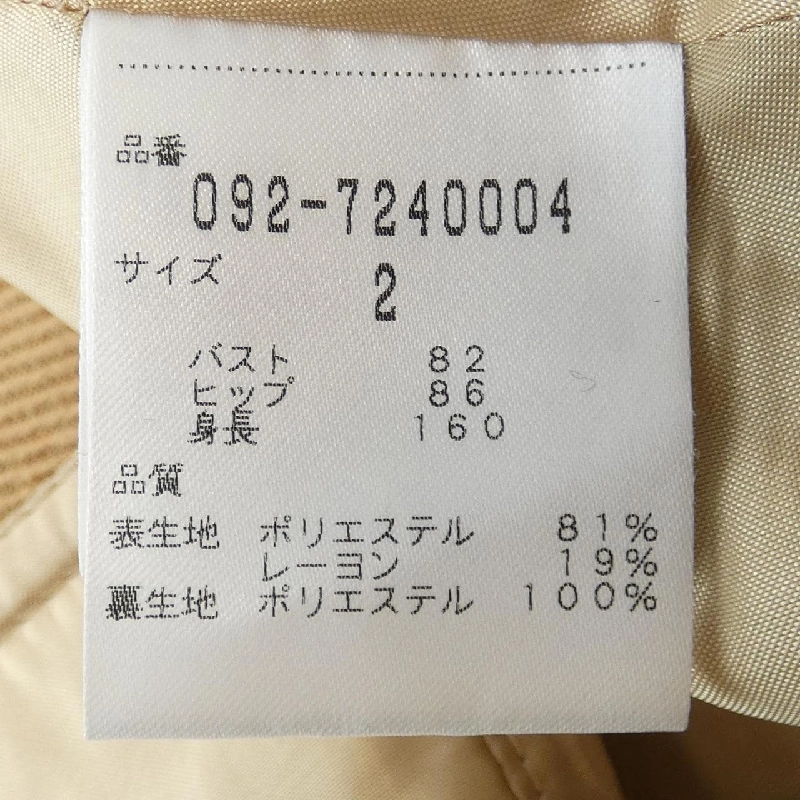 品番
092-7240004
サイズ 2
バスト 82
ヒップ 86
身長 160
品質
表生地 ポリエステル 81%
レーヨン 19%
裏生地 ポリエステル 100%